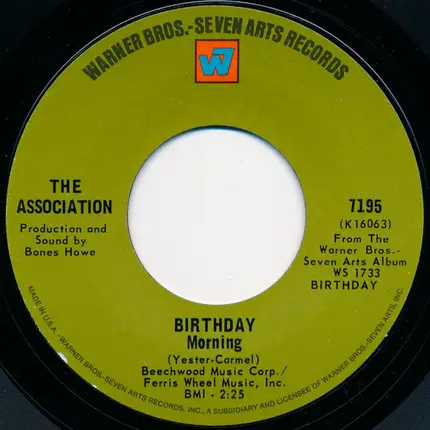 WARNER BROS.-SEVEN ARTS RECORDS
W7
THE
ASSOCIATION
Production and
Sound by
Bones Howe
7195
(K16063)
From The
Warner Bros.-
Seven Arts Album
WS 1733
BIRTHDAY
BIRTHDAY
Morning
(Yester-Carmel)
Beechwood Music Corp./
Ferris Wheel Music, Inc.
BMI - 2:25
MADE IN U.S.A. WARNER BROS.-SEVEN ARTS RECORDS, INC., A SUBSIDIARY AND LICENSEE OF WARNER BROS.-SEVEN ARTS, INC.